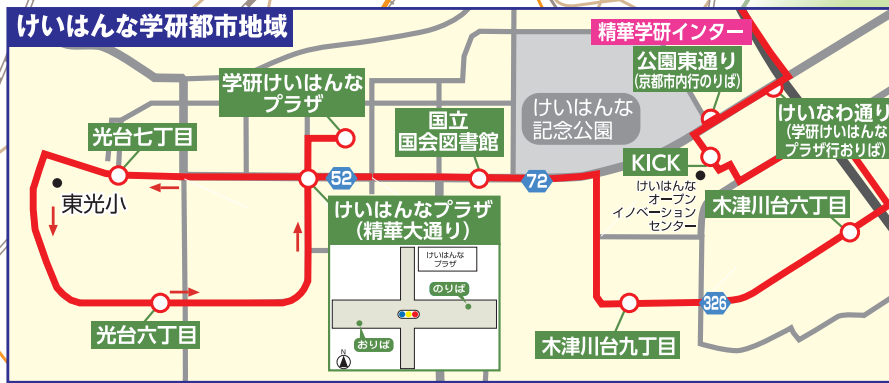 けいはんな学研都市地域
精華学研インター
公園東通り
(京都市内行のりば)
学研けいはんな
プラザ
けいはんな
記念公園
けいなわ通り
(学研けいはんな
プラザ行おりば)
国立
国会図書館
光台七丁目
KICK
52
72
東光小
けいはんな
オープン
イノベーション
センター
木津川台六丁目
けいはんなプラザ
(精華大通り)
けいはんな
プラザ
のりば
おりば
N
光台六丁目
326
木津川台九丁目